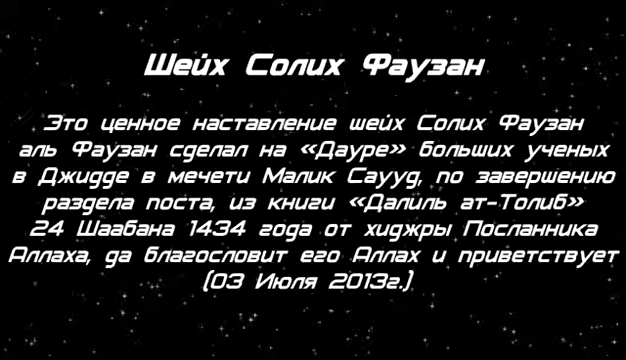 Шейх Солих Фаузан
Это ценное наставление шейх Солих Фаузан
аль Фаузан сделал на «Дауре» больших ученых
в Джидде в мечети Малик Сауд, по завершению
раздела поста, из книги «Далиль ат-Толиб»
24 Шаабана 1434 года от хиджры Посланника
Аллаха, да благословит его Аллах и приветствует
(03 Июля 2013г.)